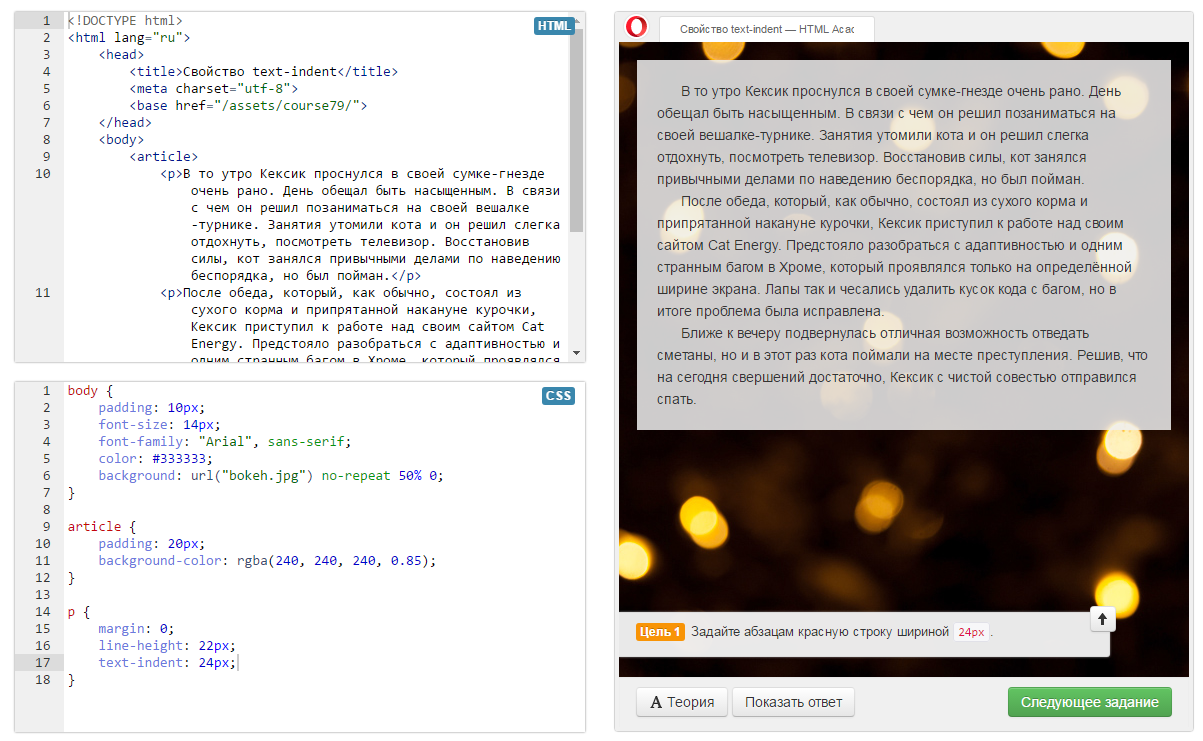 1 <!DOCTYPE html>
HTML
2 <html lang="ru">
3 <head>
4 <title>Свойство text-indent</title>
5 <meta charset="utf-8">
6 <base href="/assets/course79/">
7 </head>
8 <body>
9 <article>
10 <p>В то утро Кексик проснулся в своей сумке-гнезде
очень рано. День обещал быть насыщенным. В связи
с чем он решил позаниматься на своей вешалке
-турнике. Занятия утомили кота и он решил слегка
отдохнуть, посмотреть телевизор. Восстановив
силы, кот занялся привычными делами по наведению
беспорядка, но был пойман.</p>
11 <p>После обеда, который, как обычно, состоял из
сухого корма и припрятанной накануне курочки,
Кексик приступил к работе над своим сайтом Cat
Energy. Предстояло разобраться с адаптивностью и
одним странным багом в Хроме, который проявлялся
1 body {
CSS
2 padding: 10px;
3 font-size: 14px;
4 font-family: "Arial", sans-serif;
5 color: #333333;
6 background: url("bokeh.jpg") no-repeat 50% 0;
7 }
8
9 article {
10 padding: 20px;
11 background-color: rgba(240, 240, 240, 0.85);
12 }
13
14 p {
15 margin: 0;
16 line-height: 22px;
17 text-indent: 24px;
18 }
Свойство text-indent — HTML Acac
В то утро Кексик проснулся в своей сумке-гнезде очень рано. День
обещал быть насыщенным. В связи с чем он решил позаниматься на
своей вешалке-турнике. Занятия утомили кота и он решил слегка
отдохнуть, посмотреть телевизор. Восстановив силы, кот занялся
привычными делами по наведению беспорядка, но был пойман.
После обеда, который, как обычно, состоял из сухого корма и
припрятанной накануне курочки, Кексик приступил к работе над своим
сайтом Cat Energy. Предстояло разобраться с адаптивностью и одним
странным багом в Хроме, который проявлялся только на определённой
ширине экрана. Лапы так и чесались удалить кусок кода с багом, но в
итоге проблема была исправлена.
Ближе к вечеру подвернулась отличная возможность отведать
сметаны, но и в этот раз кота поймали на месте преступления. Решив, что
на сегодня свершений достаточно, Кексик с чистой совестью отправился
спать.
Цель 1 Задайте абзацам красную строку шириной 24px .
A Теория
Показать ответ
Следующее задание